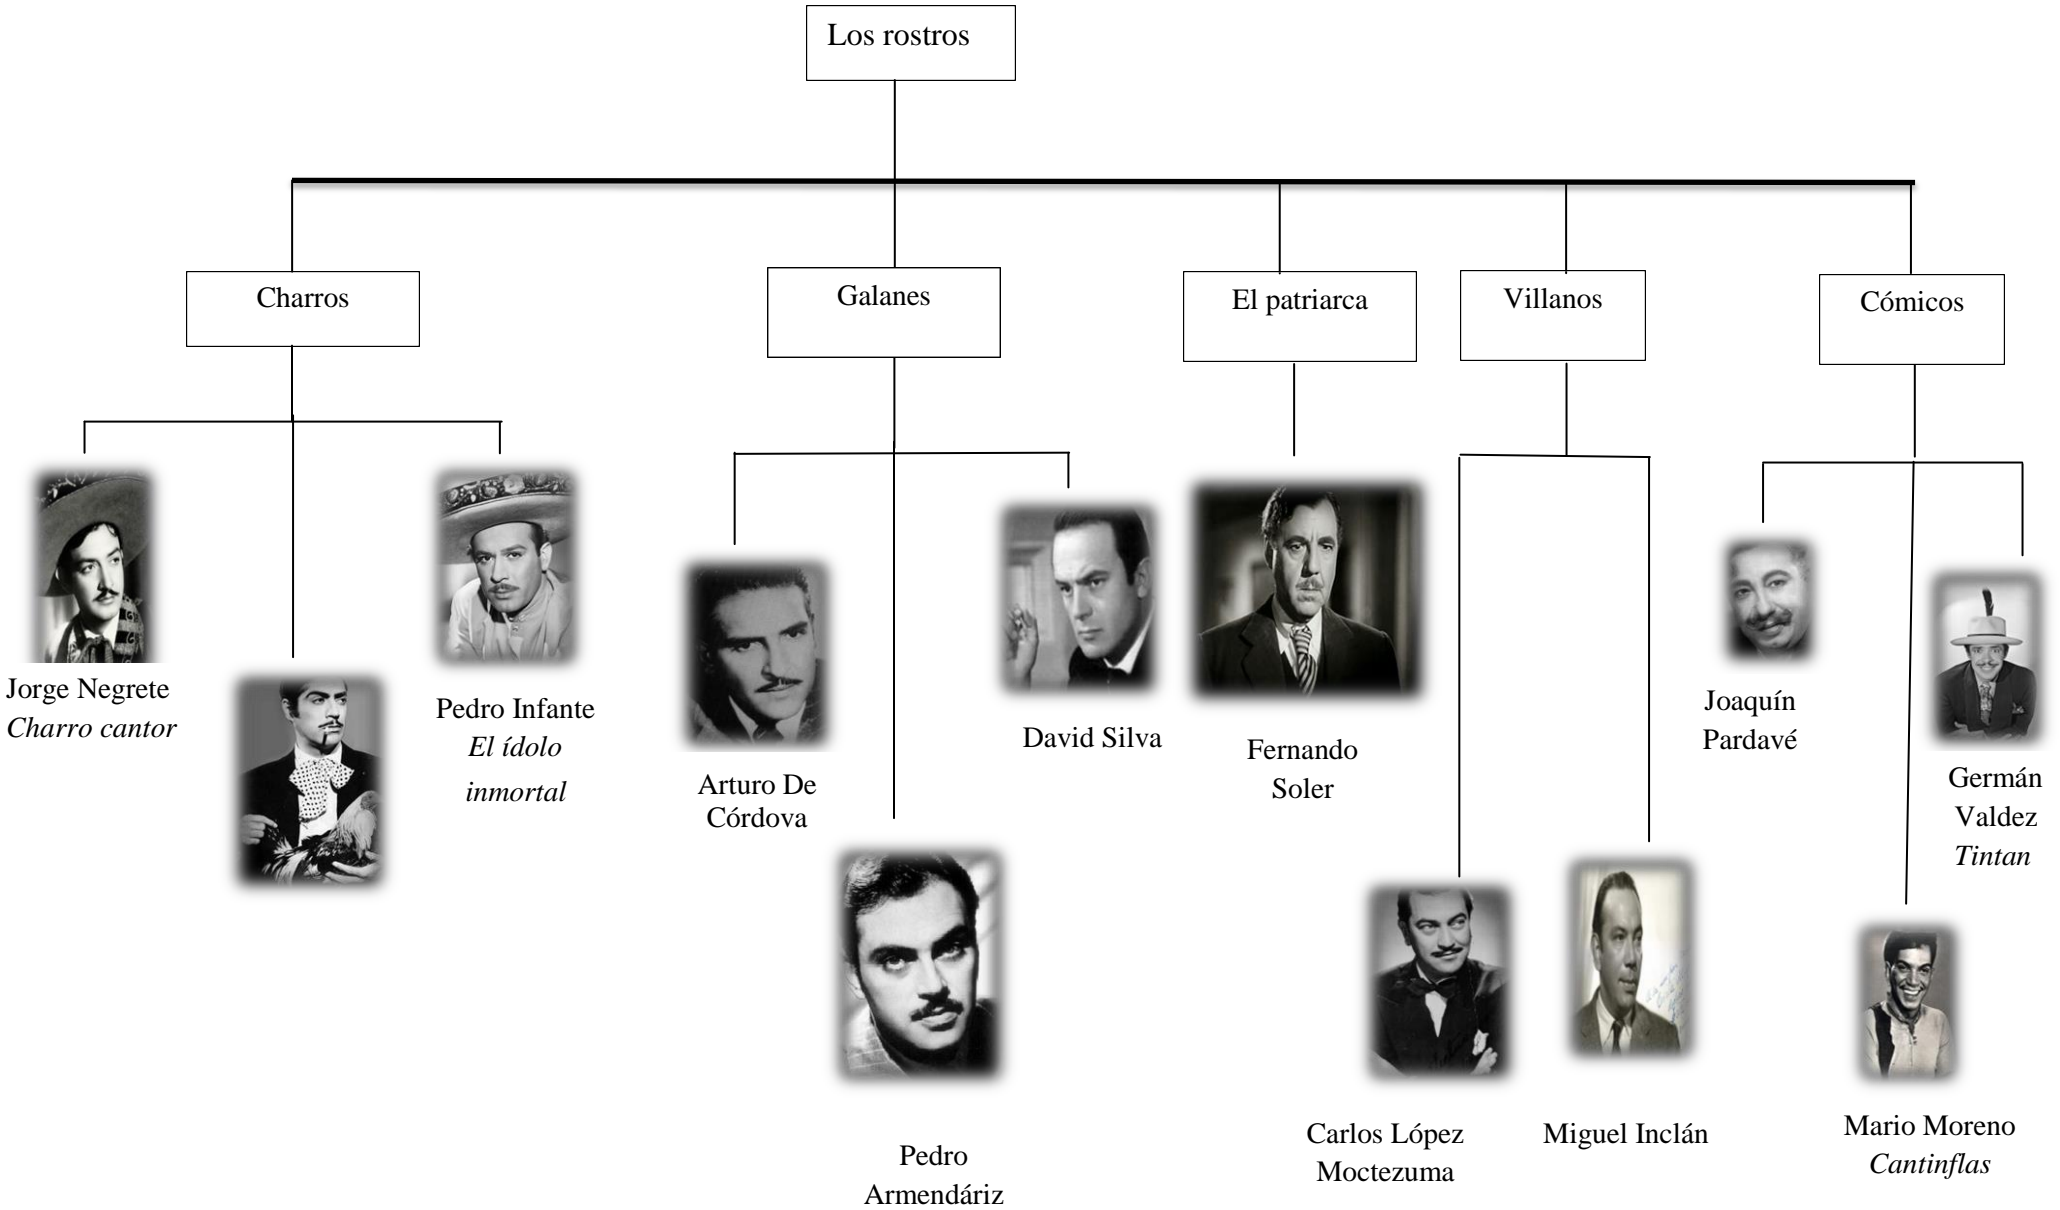 Los rostros
Charros
Galanes
El patriarca
Villanos
Cómicos
Jorge Negrete
Charro cantor
Pedro Infante
El ídolo
inmortal
Arturo De
Córdova
Pedro
Armendáriz
David Silva
Fernando
Soler
Carlos López
Moctezuma
Miguel Inclán
Joaquín
Pardavé
Mario Moreno
Cantinflas
Germán
Valdez
Tintan